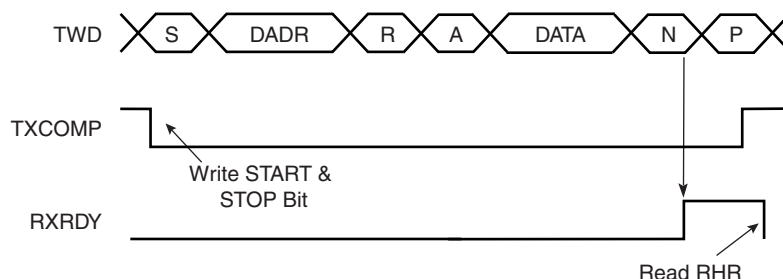 TWD S DADR R A DATA N P
TXCOMP
Write START &
STOP Bit
RXRDY
Read RHR